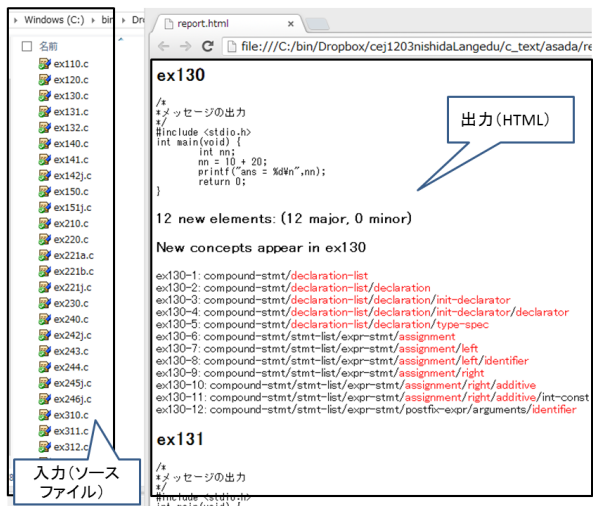 Windows (C:)
bin
Dro
名前
ex110.c
ex120.c
ex130.c
ex131.c
ex132.c
ex140.c
ex141.c
ex142j.c
ex150.c
ex151j.c
ex210.c
ex220.c
ex221a.c
ex221b.c
ex221j.c
ex230.c
ex240.c
ex242j.c
ex243.c
ex244.c
ex245j.c
ex246j.c
ex310.c
ex311.c
ex312.c
入力(ソース
ファイル)
report.html
file:///C:/bin/Dropbox/cej1203nishidaLangedu/c_text/asada/re
出力(HTML)
ex130
/*
*メッセージの出力
*/
#include <stdio.h>
int main(void) {
int nn;
nn = 10 + 20;
printf("ans = %d¥n",nn);
return 0;
}
12 new elements: (12 major, 0 minor)
New concepts appear in ex130
ex130-1: compound-stmt/declaration-list
ex130-2: compound-stmt/declaration-list/declaration
ex130-3: compound-stmt/declaration-list/declaration/init-declarator
ex130-4: compound-stmt/declaration-list/declaration/init-declarator/declarator
ex130-5: compound-stmt/declaration-list/declaration/type-spec
ex130-6: compound-stmt/stmt-list/expr-stmt/assignment
ex130-7: compound-stmt/stmt-list/expr-stmt/assignment/left
ex130-8: compound-stmt/stmt-list/expr-stmt/assignment/left/identifier
ex130-9: compound-stmt/stmt-list/expr-stmt/assignment/right
ex130-10: compound-stmt/stmt-list/expr-stmt/assignment/right/additive
ex130-11: compound-stmt/stmt-list/expr-stmt/assignment/right/additive/int-const
ex130-12: compound-stmt/stmt-list/expr-stmt/postfix-expr/arguments/identifier
ex131
/*
*メッセージの出力
*/
#include <stdio.h>